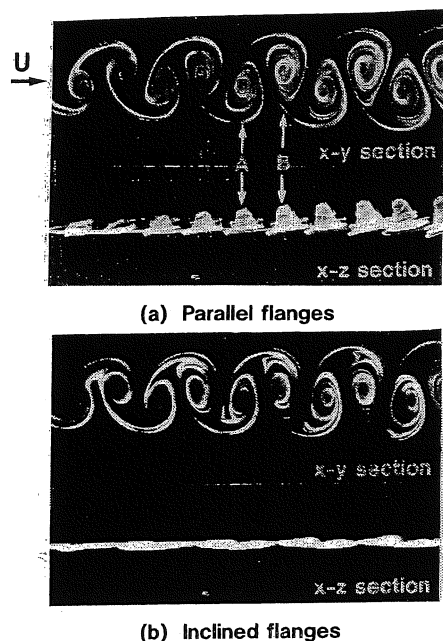 U
A
B
x-y section
x-z section
(a) Parallel flanges
x-y section
x-z section
(b) Inclined flanges